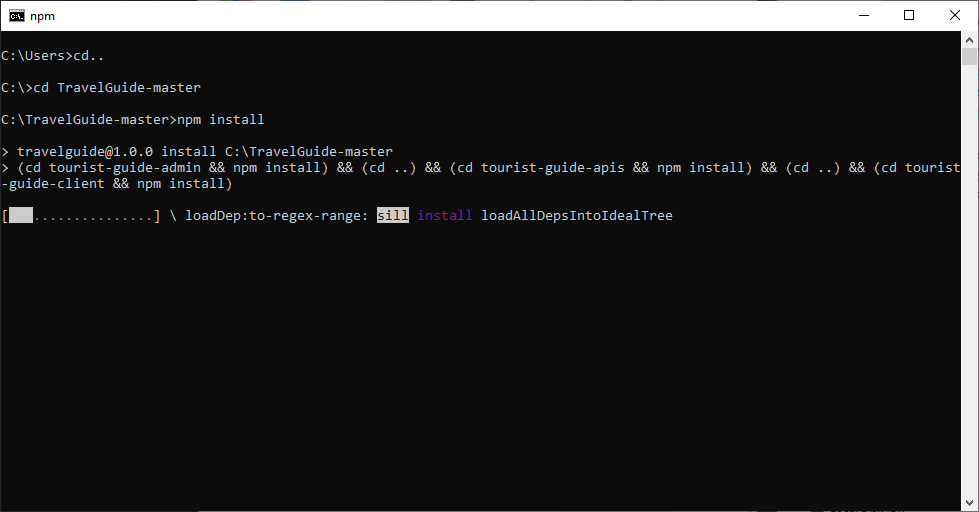 npm
C:\Users>cd..
C:\>cd TravelGuide-master
C:\TravelGuide-master>npm install
> travelguide@1.0.0 install C:\TravelGuide-master
> (cd tourist-guide-admin && npm install) && (cd ..) && (cd tourist-guide-apis && npm install) && (cd ..) && (cd tourist
-guide-client && npm install)
[   ...............] \ loadDep:to-regex-range: sill install loadAllDepsIntoIdealTree